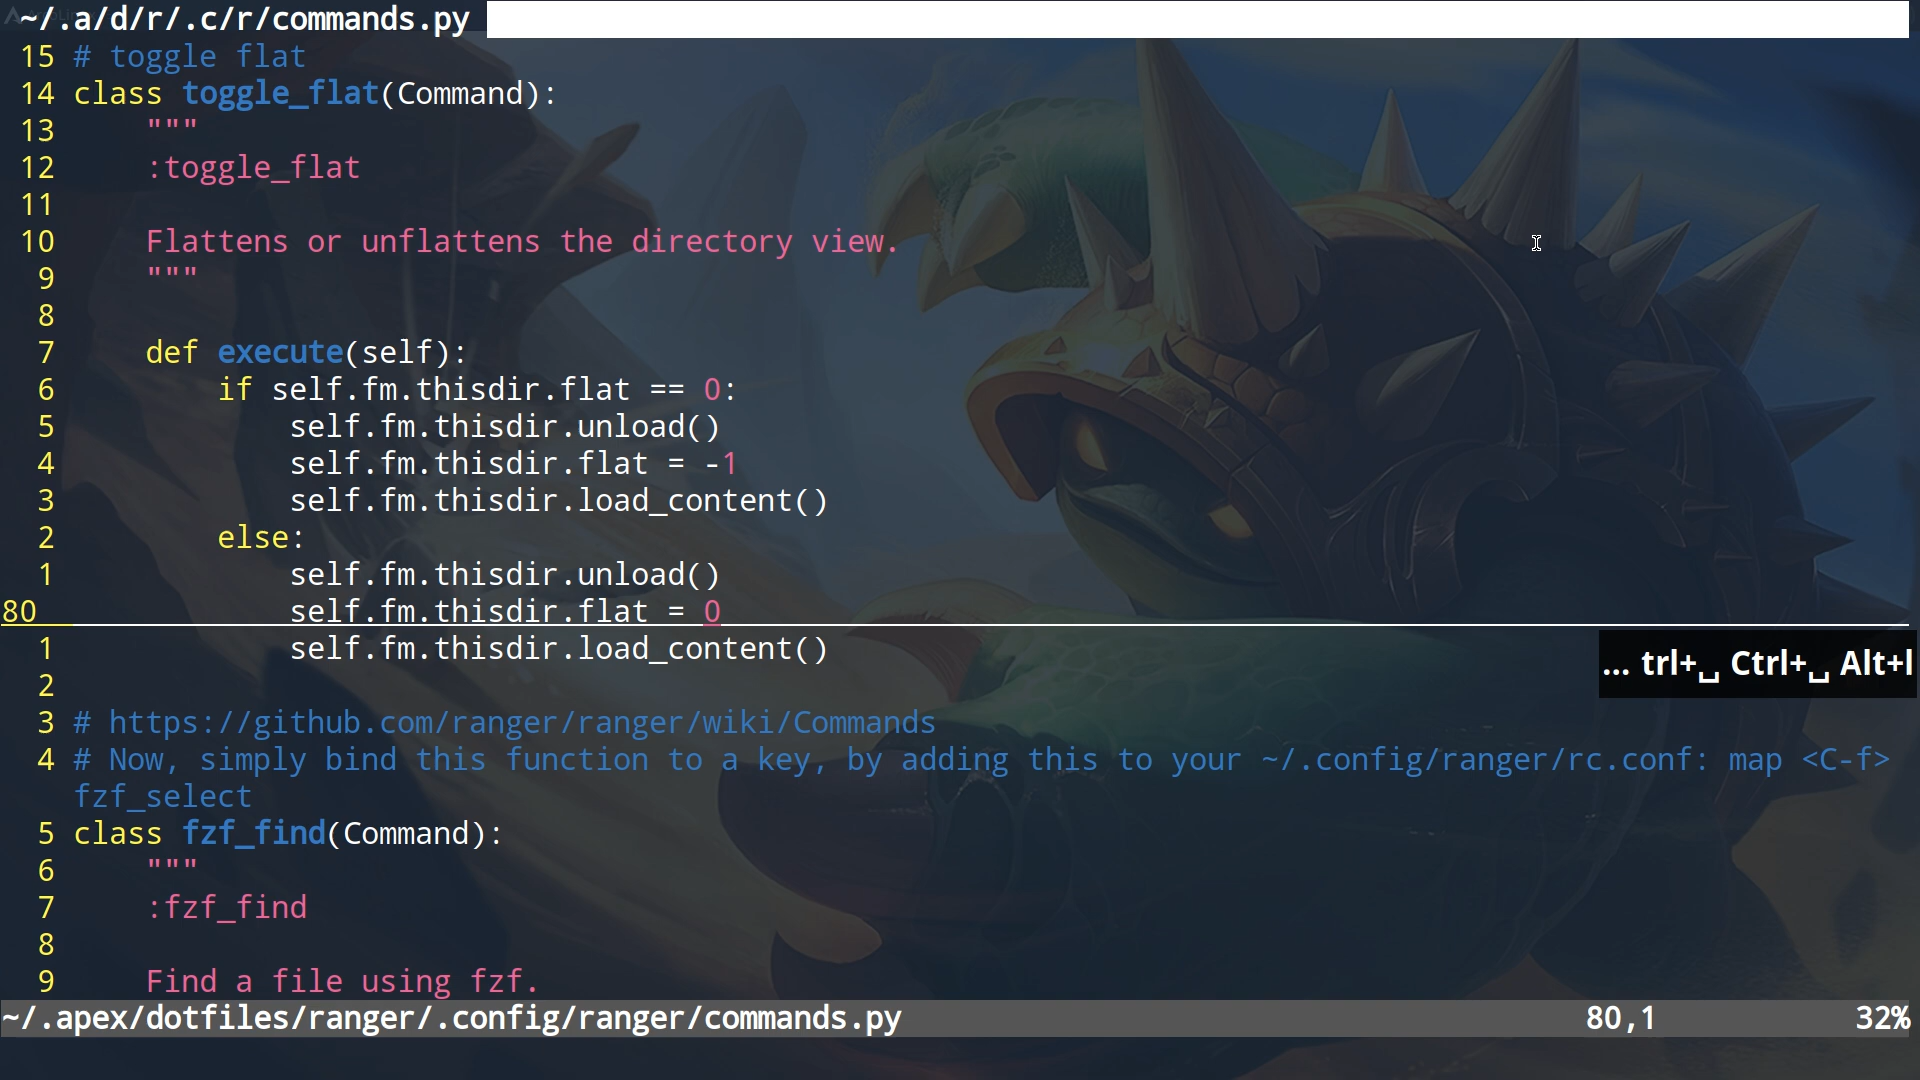 ~/.a/d/r/.c/r/commands.py
15 # toggle flat
14 class toggle_flat(Command):
13     """
12     :toggle_flat
11
10     Flattens or unflattens the directory view.
 9     """
 8
 7     def execute(self):
 6         if self.fm.thisdir.flat == 0:
 5             self.fm.thisdir.unload()
 4             self.fm.thisdir.flat = -1
 3             self.fm.thisdir.load_content()
 2         else:
 1             self.fm.thisdir.unload()
80             self.fm.thisdir.flat = 0
 1             self.fm.thisdir.load_content()
... trl+␣ Ctrl+␣ Alt+l
 2
 3 # https://github.com/ranger/ranger/wiki/Commands
 4 # Now, simply bind this function to a key, by adding this to your ~/.config/ranger/rc.conf: map <C-f>
fzf_select
 5 class fzf_find(Command):
 6     """
 7     :fzf_find
 8
 9     Find a file using fzf.
~/.apex/dotfiles/ranger/.config/ranger/commands.py 80,1 32%